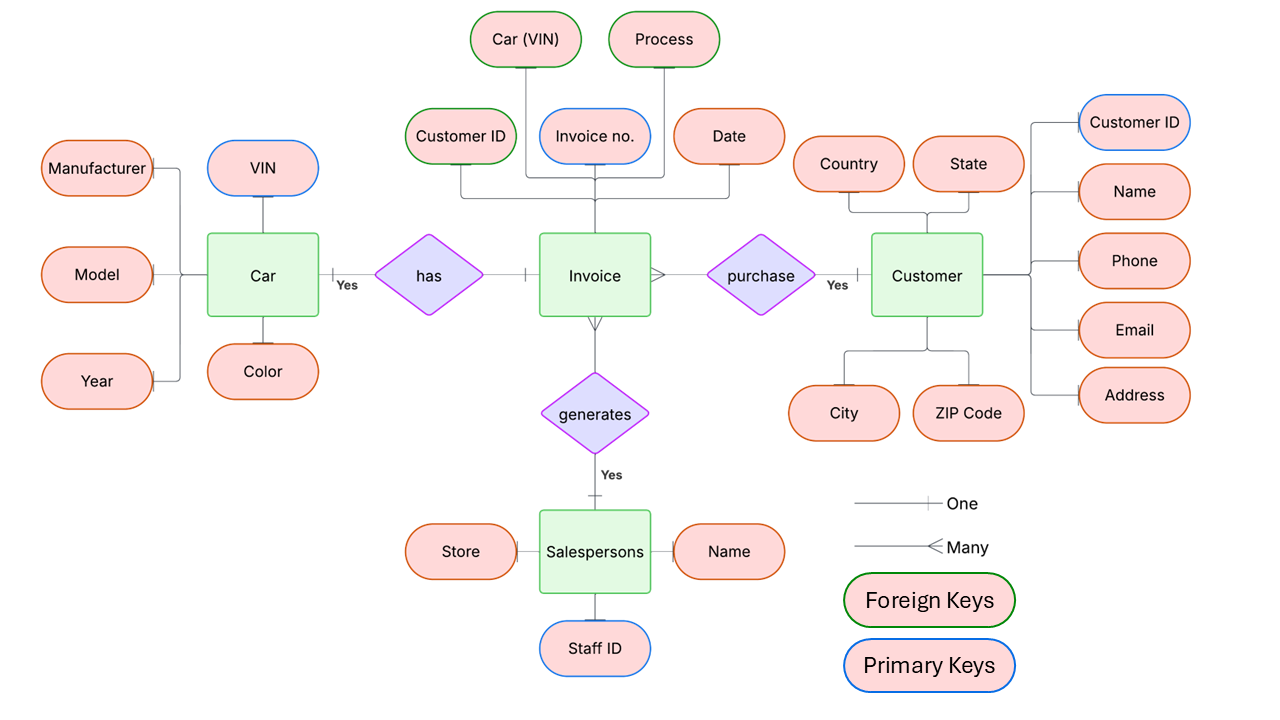 Car (VIN)
Process
Customer ID
Invoice no.
Date
Customer ID
Manufacturer
VIN
Country
State
Name
Model
Car
has
Invoice
purchase
Customer
Phone
Yes
Yes
Email
Year
Color
Address
generates
City
ZIP Code
Yes
One
Store
Salespersons
Name
Many
Foreign Keys
Staff ID
Primary Keys